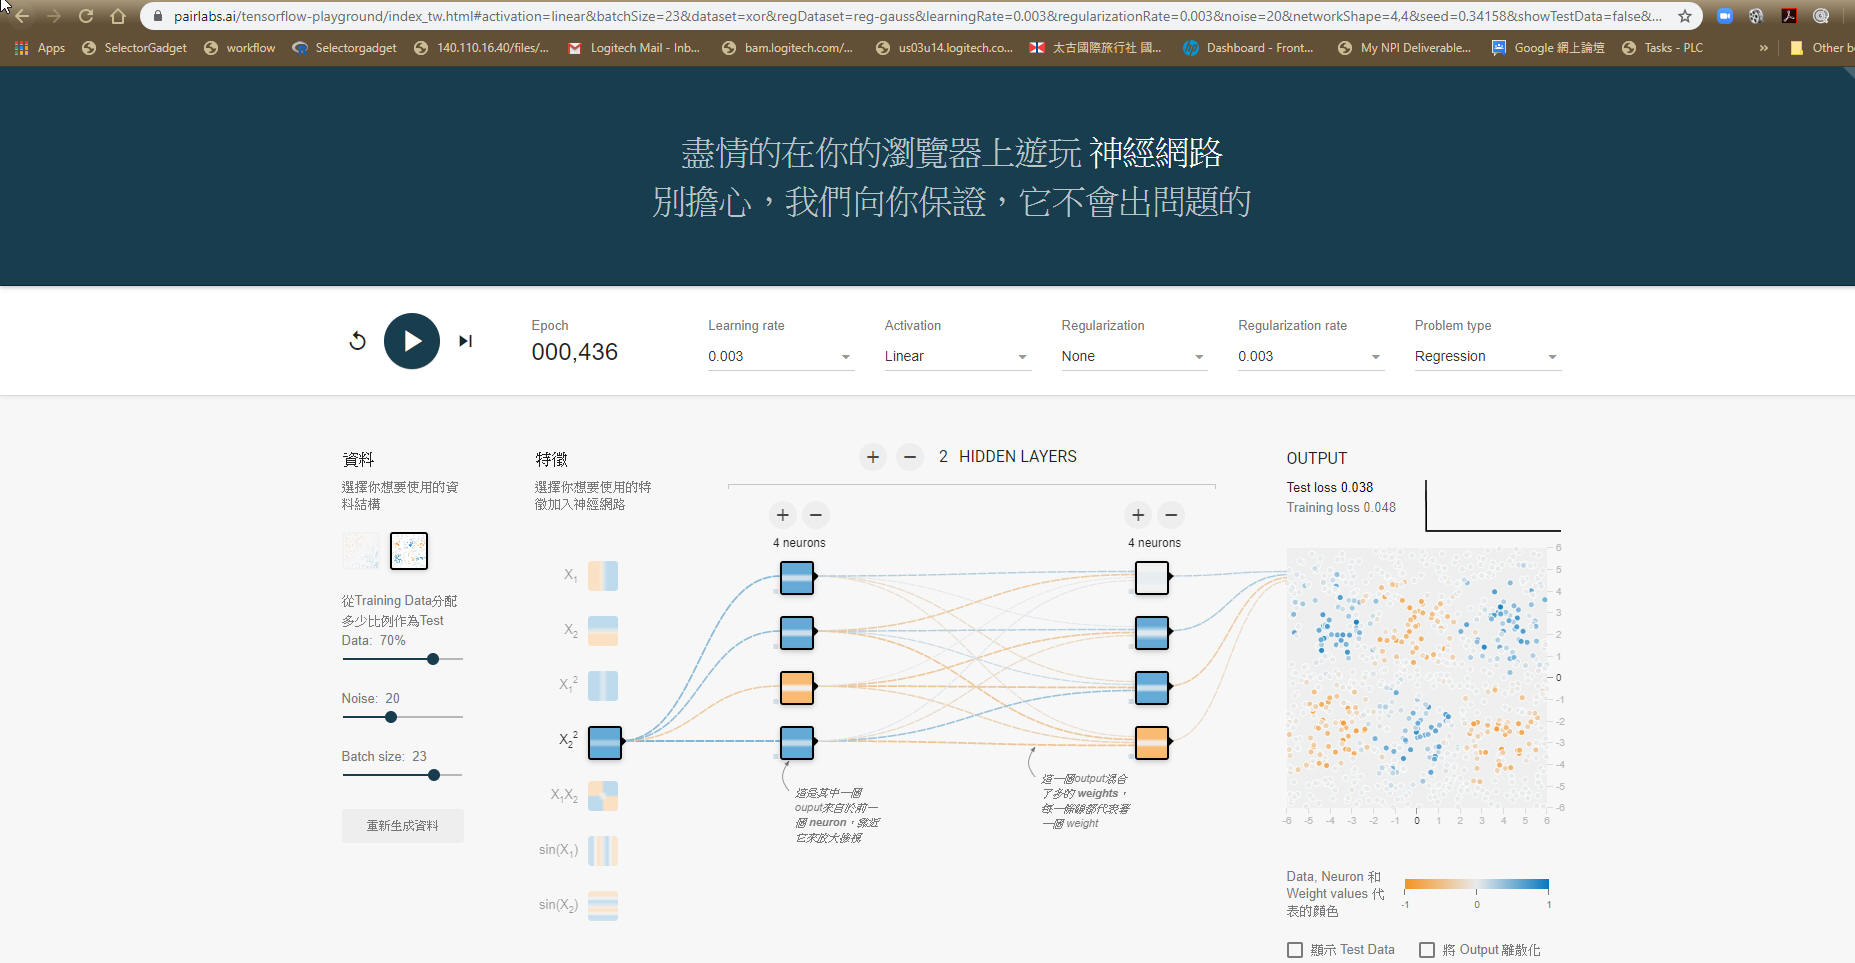 pairlabs.ai/tensorflow-playground/index_tw.html#activation=linear&batchSize=23&dataset=xor&regDataset=reg-gauss&learningRate=0.003&regularizationRate=0.003&noise=20&networkShape=4,4&seed=0.34158&showTestData=false&...
Apps SelectorGadget workflow Selectorgadget 140.110.16.40/files/... Logitech Mail - Inb... bam.logitech.com/... us03u14.logitech.co... 太古國際旅行社 國... Dashboard - Front... My NPI Deliverable... Google 網上論壇 Tasks - PLC » Other b
盡情的在你的瀏覽器上遊玩 神經網路
別擔心，我們向你保證，它不會出問題的
Epoch Learning rate Activation Regularization Regularization rate Problem type
000,436 0.003 Linear None 0.003 Regression
資料
選擇你想要使用的資
料結構
從Training Data分配
多少比例作為Test
Data: 70%
Noise: 20
Batch size: 23
重新生成資料
特徵
選擇你想要使用的特
徵加入神經網路
X₁
X₂
X₁²
X₂²
X₁X₂
sin(X₁)
sin(X₂)
+ − 2 HIDDEN LAYERS
+ − + −
4 neurons 4 neurons
這是其中一個
ouput來自於前一
個 neuron，靠近
它來放大檢視
這一個output混合
了多的 weights，
每一條線都代表著
一個 weight
OUTPUT
Test loss 0.038
Training loss 0.048
6
5
4
3
2
1
0
-1
-2
-3
-4
-5
-6
-6 -5 -4 -3 -2 -1 0 1 2 3 4 5 6
Data, Neuron 和
Weight values 代
表的顏色
-1 0 1
顯示 Test Data 將 Output 離散化